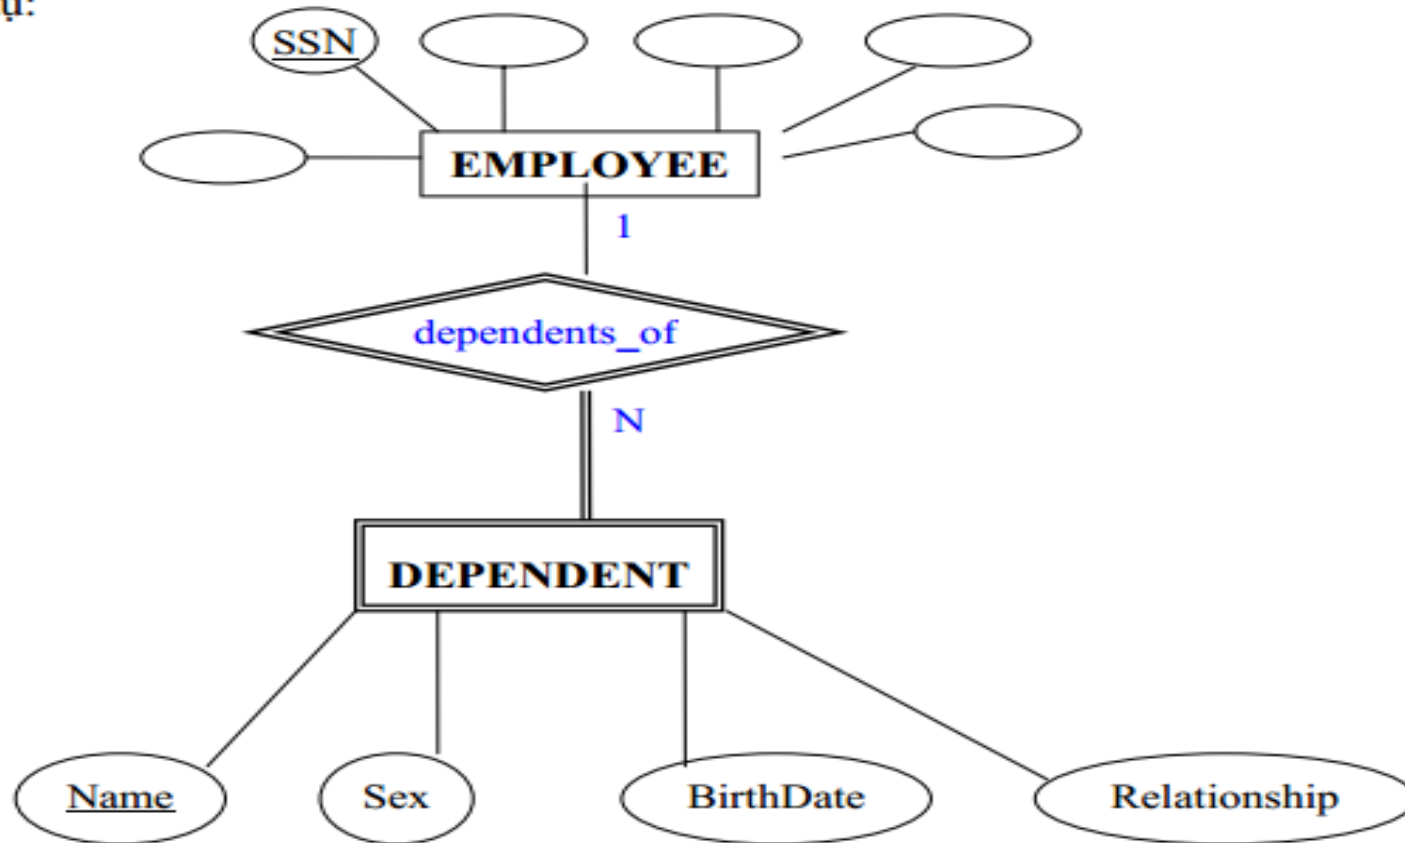 ụ:
SSN
EMPLOYEE
1
dependents_of
N
DEPENDENT
Name
Sex
BirthDate
Relationship